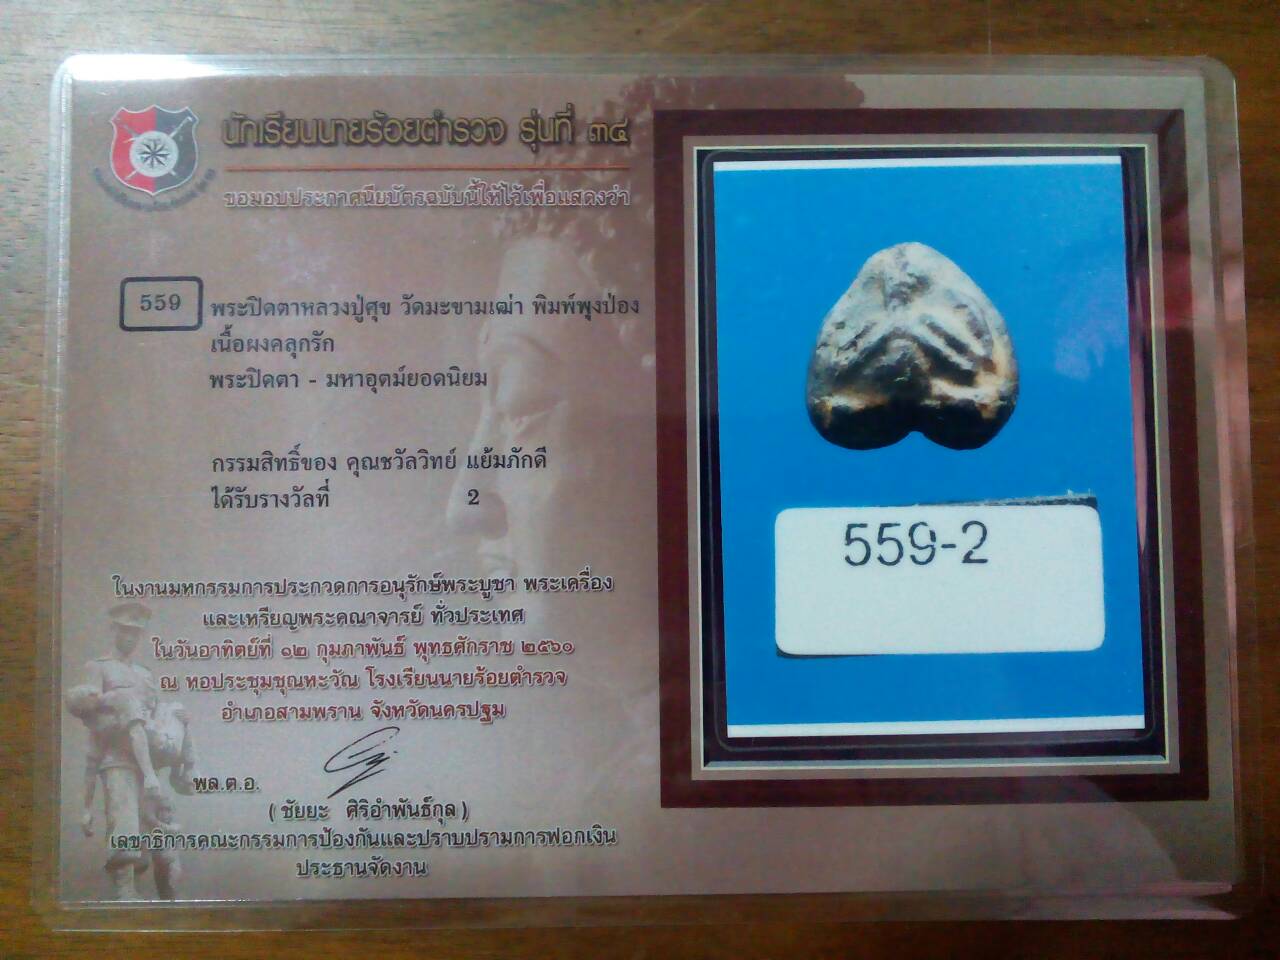 นักเรียนนายร้อยตำรวจ รุ่นที่ ๓๔
ขอมอบประกาศนียบัตรฉบับนี้ให้ไว้เพื่อแสดงว่า
559
พระปิดตาหลวงปู่ศุข วัดมะขามเฒ่า พิมพ์พุงป่อง
เนื้อผงคลุกรัก
พระปิดตา - มหาอุตม์ยอดนิยม
กรรมสิทธิ์ของ คุณชวัลวิทย์ แย้มภักดี
ได้รับรางวัลที่ 2
ในงานมหกรรมการประกวดการอนุรักษ์พระบูชา พระเครื่อง
และเหรียญพระคณาจารย์ ทั่วประเทศ
ในวันอาทิตย์ที่ ๑๒ กุมภาพันธ์ พุทธศักราช ๒๕๖๐
ณ หอประชุมชุณหะวัณ โรงเรียนนายร้อยตำรวจ
อำเภอสามพราน จังหวัดนครปฐม
พล.ต.อ.
( ชัยยะ ศิริอำพันธ์กุล )
เลขาธิการคณะกรรมการป้องกันและปราบปรามการฟอกเงิน
ประธานจัดงาน
559-2